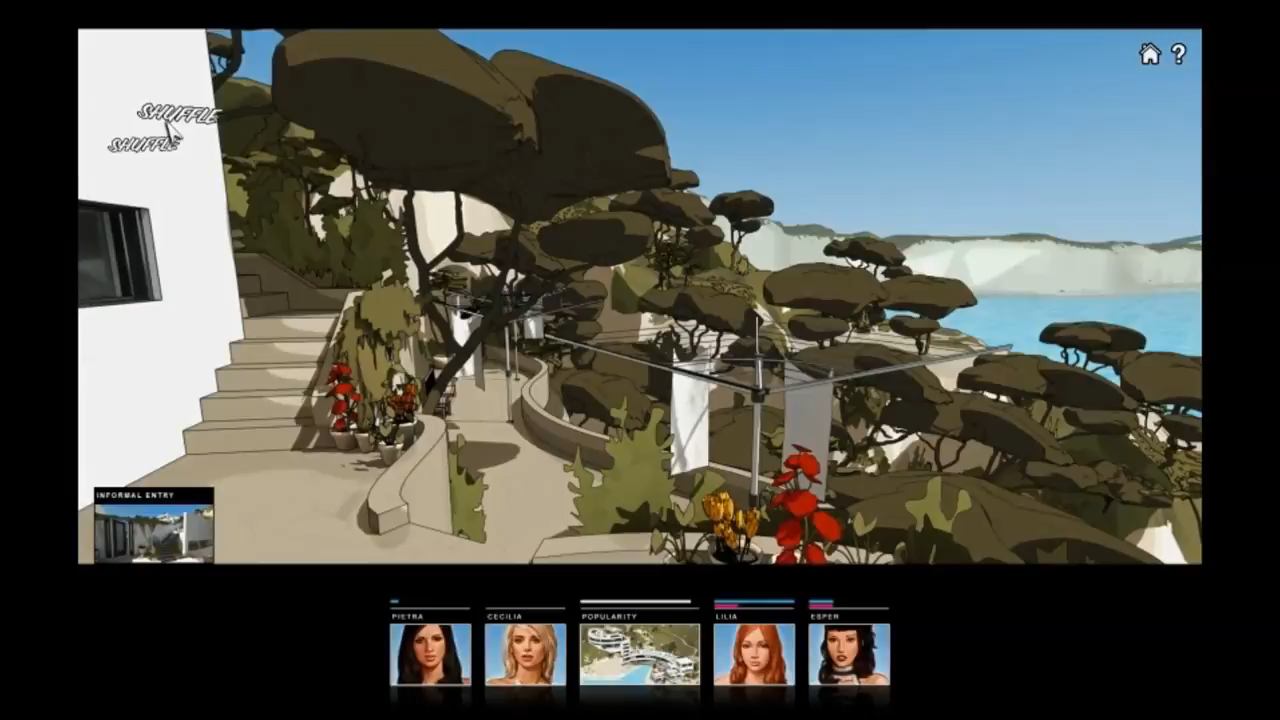 ?
SHUFFLE
SHUFFLE
INFORMAL ENTRY
PIETRA
CECILIA
POPULARITY
LILIA
ESPER